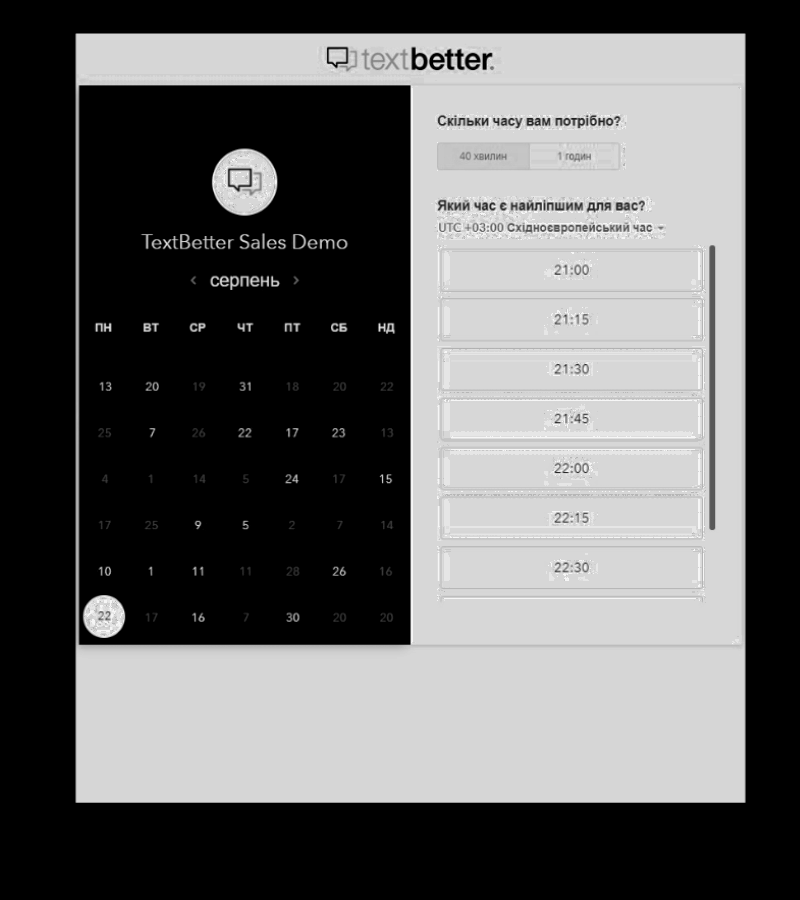 textbetter.
TextBetter Sales Demo
серпень
ПН ВТ СР ЧТ ПТ СБ НД
13 20 19 31 18 20 22
25 7 26 22 17 23 13
4 1 14 5 24 17 15
17 25 9 5 2 7 14
10 1 11 11 28 26 16
22 17 16 7 30 20 20
Скільки часу вам потрібно?
40 хвилин 1 годин
Який час є найліпшим для вас?
UTC +03:00 Східноєвропейський час
21:00
21:15
21:30
21:45
22:00
22:15
22:30